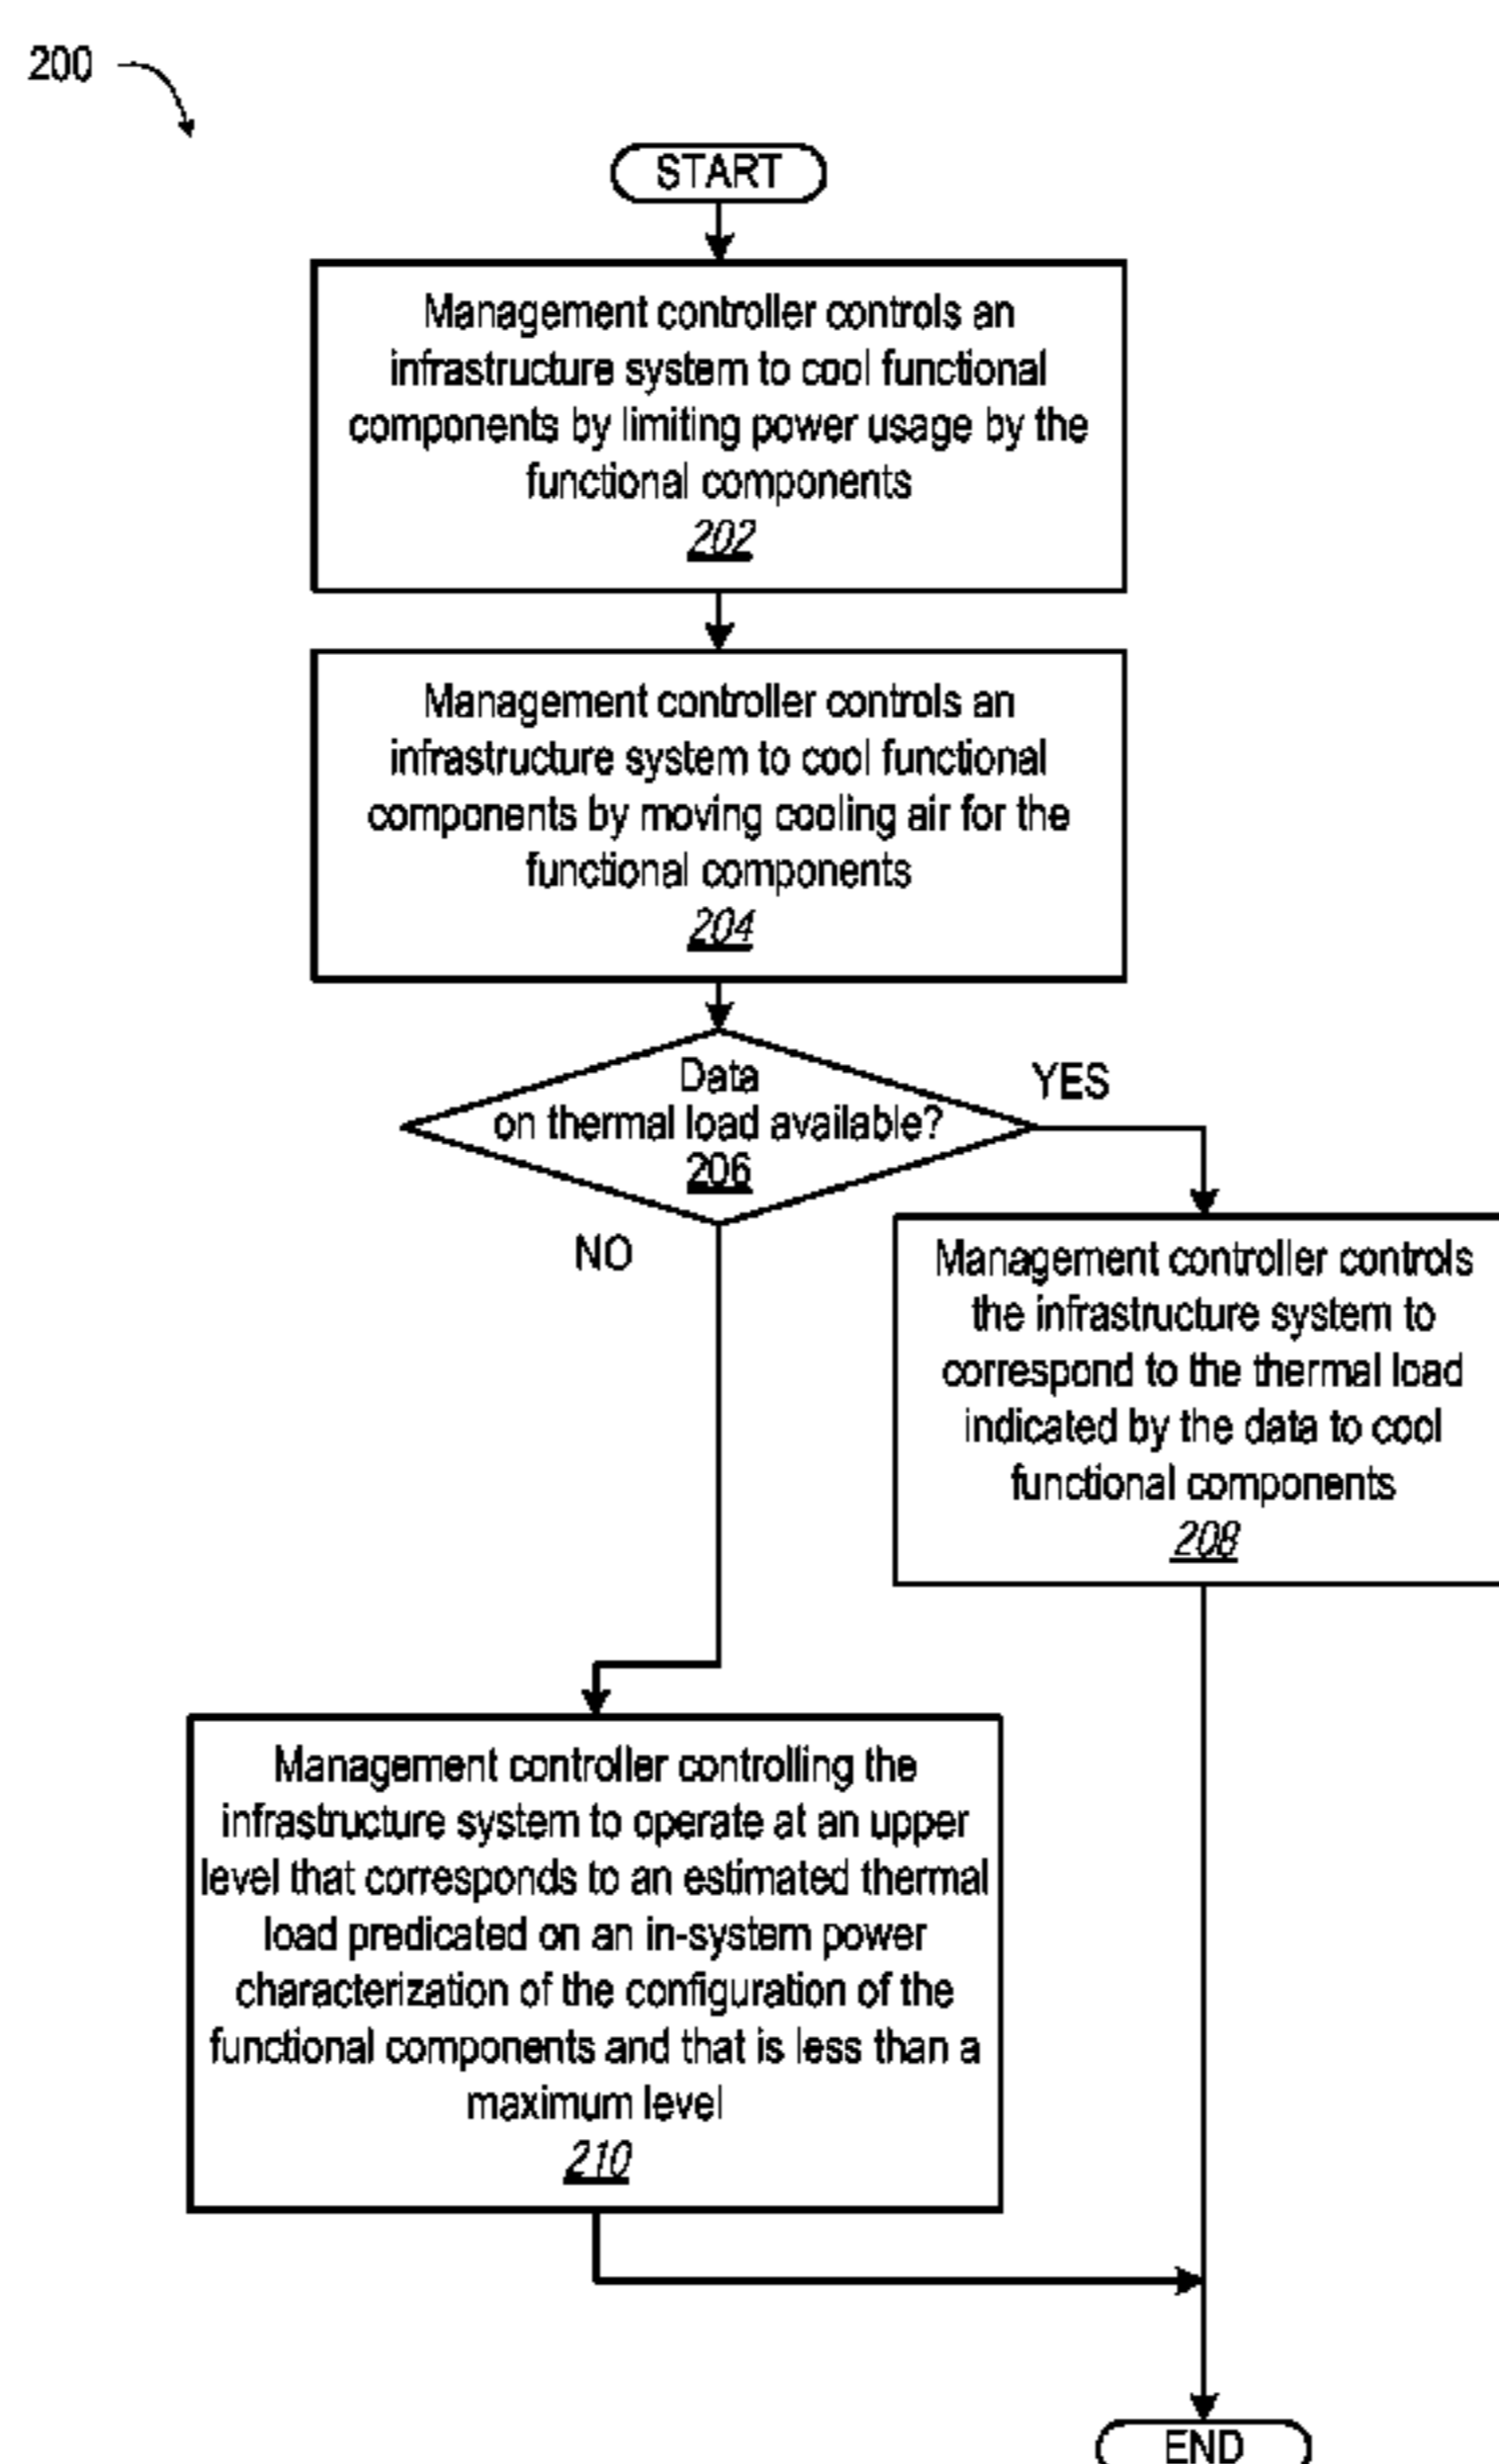 200
START
Management controller controls an
infrastructure system to cool functional
components by limiting power usage by the
functional components
202
Management controller controls an
infrastructure system to cool functional
components by moving cooling air for the
functional components
204
Data
on thermal load available?
206
YES
NO
Management controller controls
the infrastructure system to
correspond to the thermal load
indicated by the data to cool
functional components
208
Management controller controlling the
infrastructure system to operate at an upper
level that corresponds to an estimated thermal
load predicated on an in-system power
characterization of the configuration of the
functional components and that is less than a
maximum level
210
END